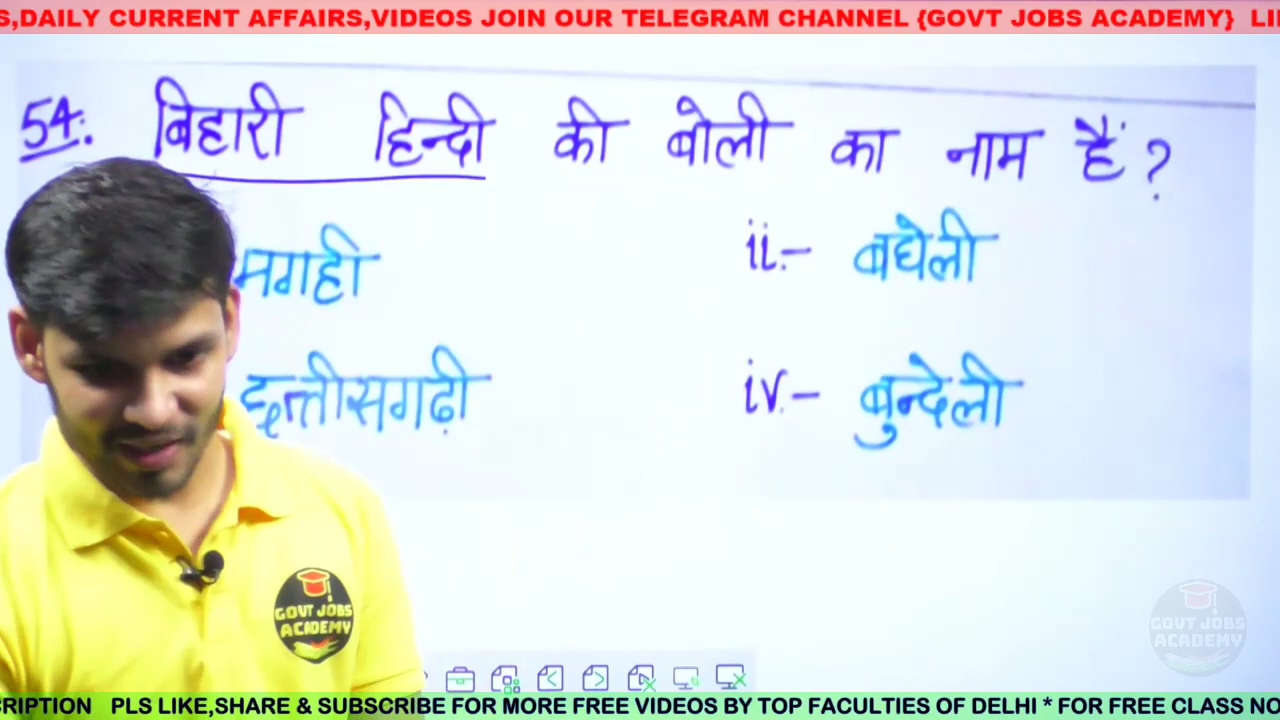 S,DAILY CURRENT AFFAIRS,VIDEOS JOIN OUR TELEGRAM CHANNEL {GOVT JOBS ACADEMY} LI
54: बिहारी हिन्दी की बोली का नाम हैं ?
मगही
ii.- बघेली
छत्तीसगढ़ी
iv.- बुन्देली
GOVT JOBS
ACADEMY
GOVT JOBS
ACADEMY
RIPTION PLS LIKE,SHARE & SUBSCRIBE FOR MORE FREE VIDEOS BY TOP FACULTIES OF DELHI * FOR FREE CLASS NO